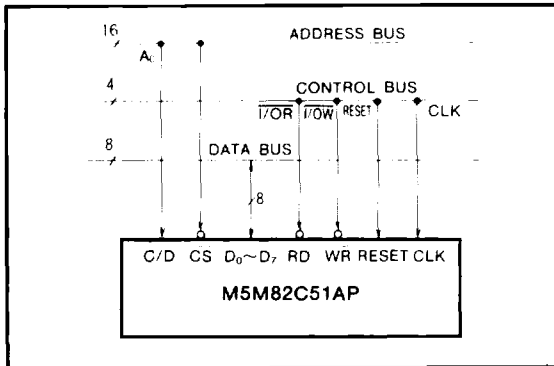 16
ADDRESS BUS
A₀
4
CONTROL BUS
I/OR I/OW RESET CLK
8
DATA BUS
8
C/D CS D₀~D₇ RD WR RESET CLK
M5M82C51AP